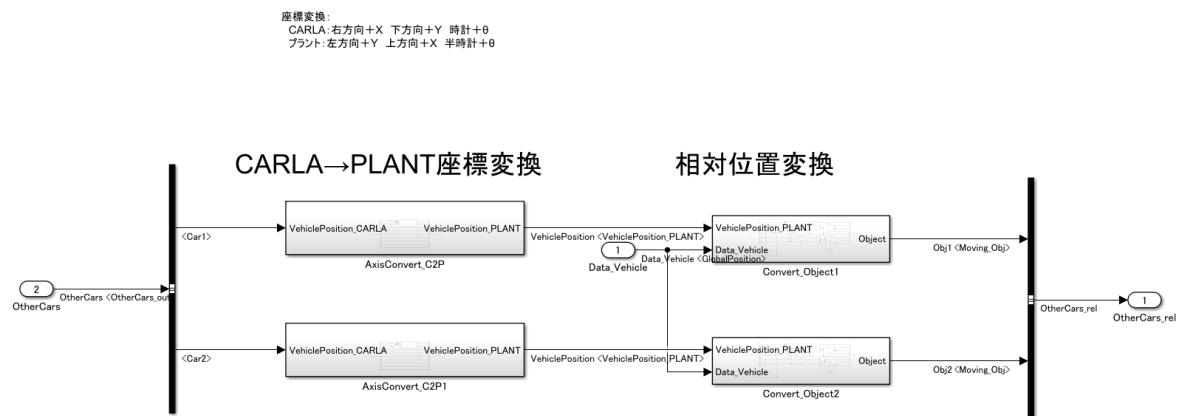 座標変換:
CARLA:右方向+X 下方向+Y 時計+θ
プラント:左方向+Y 上方向+X 半時計+θ
CARLA→PLANT座標変換
相対位置変換
<Car1>
VehiclePosition_CARLA
VehiclePosition_PLANT
AxisConvert_C2P
VehiclePosition <VehiclePosition_PLANT>
1
Data_Vehicle
Data_Vehicle <GlobalPosition>
VehiclePosition_PLANT
Data_Vehicle
Object
Convert_Object1
Obj1 <Moving_Obj>
2
OtherCars
OtherCars <OtherCars_out
OtherCars_rel
1
OtherCars_rel
<Car2>
VehiclePosition_CARLA
VehiclePosition_PLANT
AxisConvert_C2P1
VehiclePosition <VehiclePosition_PLANT>
VehiclePosition_PLANT
Data_Vehicle
Object
Convert_Object2
Obj2 <Moving_Obj>